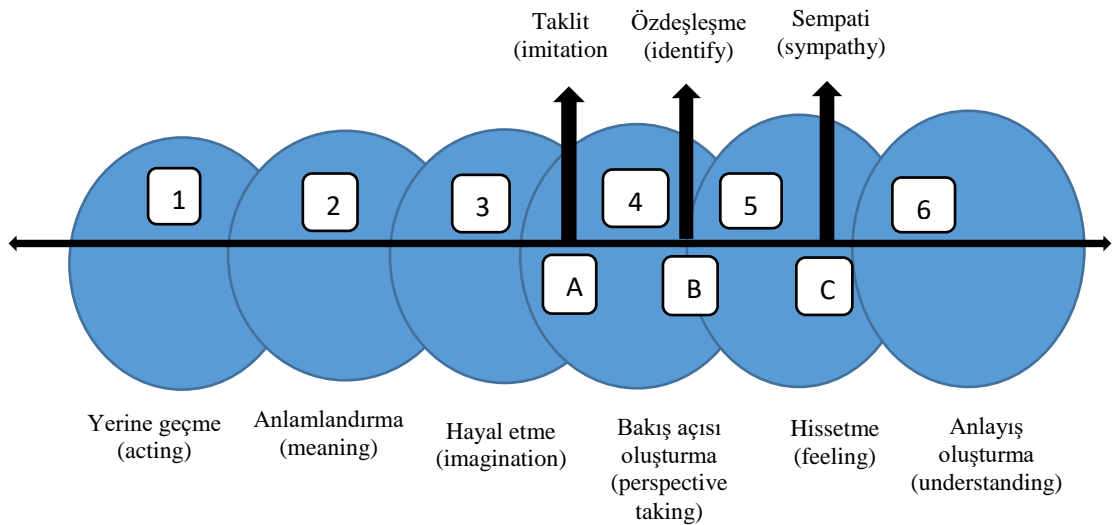 Taklit
(imitation
Özdeşleşme
(identify)
Sempati
(sympathy)
1
2
3
4
5
6
A
B
C
Yerine geçme
(acting)
Anlamlandırma
(meaning)
Hayal etme
(imagination)
Bakış açısı
oluşturma
(perspective
taking)
Hissetme
(feeling)
Anlayış
oluşturma
(understanding)